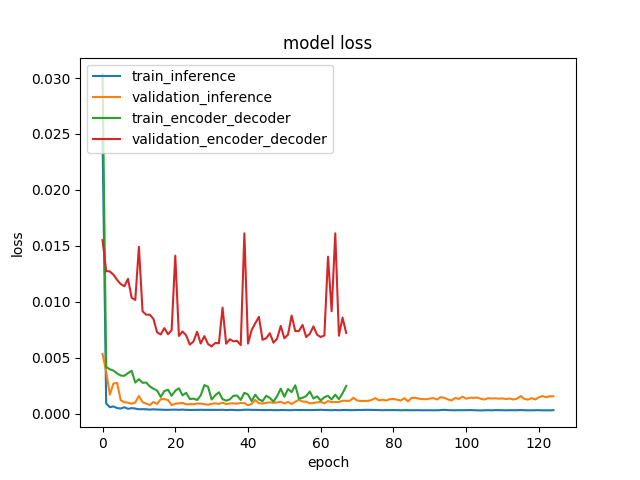 model loss
train_inference
validation_inference
train_encoder_decoder
validation_encoder_decoder
loss
0.030
0.025
0.020
0.015
0.010
0.005
0.000
0 20 40 60 80 100 120
epoch